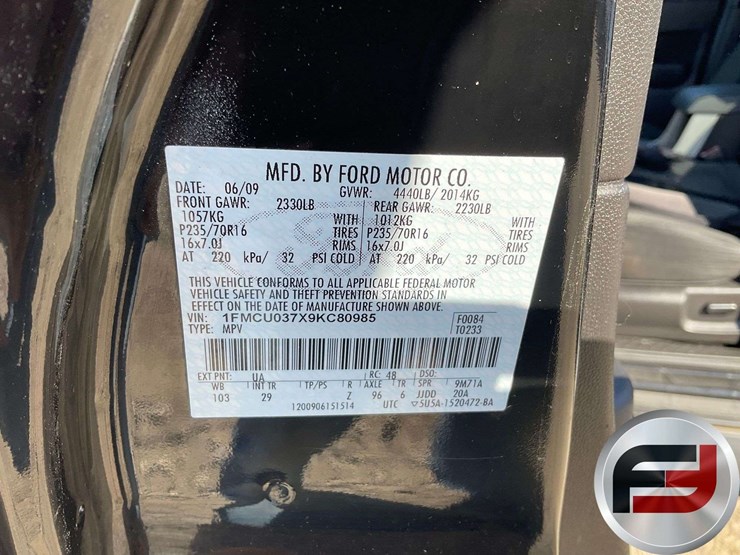 MFD. BY FORD MOTOR CO.
DATE: 06/09 GVWR: 4440LB/ 2014KG
FRONT GAWR: 2330LB REAR GAWR: 2230LB
1057KG WITH 1012KG WITH
P235/70R16 TIRES P235/70R16 TIRES
16x7.0J RIMS 16x7.0J RIMS
AT 220 kPa/ 32 PSI COLD AT 220 kPa/ 32 PSI COLD
THIS VEHICLE CONFORMS TO ALL APPLICABLE FEDERAL MOTOR
VEHICLE SAFETY AND THEFT PREVENTION STANDARDS IN
EFFECT ON THE DATE OF MANUFACTURE SHOWN ABOVE.
VIN: 1FMCU037X9KC80985 F0084
TYPE: MPV T0233
EXT PNT: UA RC: 48 DSO:
WB INT TR TP/PS R AXLE TR SPR 9M71A
103 29 Z 96 6 JJDD 20A
1200906151514 UTC 5U5A-1520472-BA